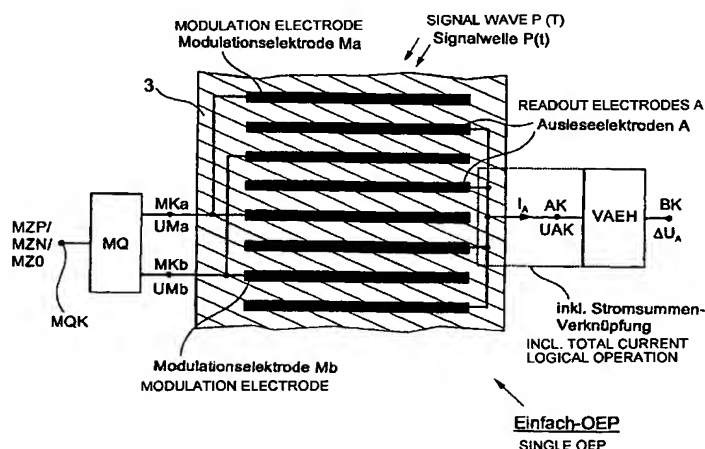 MODULATION ELECTRODE
Modulationselektrode Ma
SIGNAL WAVE P (T)
Signalwelle P(t)
3
READOUT ELECTRODES A
Ausleseelektroden A
MZP/
MZN/
MZ0
MQ
MKa
UMa
MKb
UMb
MQK
I_A
AK
UAK
VAEH
BK
ΔU_A
inkl. Stromsummen-
Verknüpfung
INCL. TOTAL CURRENT
LOGICAL OPERATION
Modulationselektrode Mb
MODULATION ELECTRODE
Einfach-OEP
SINGLE OEP